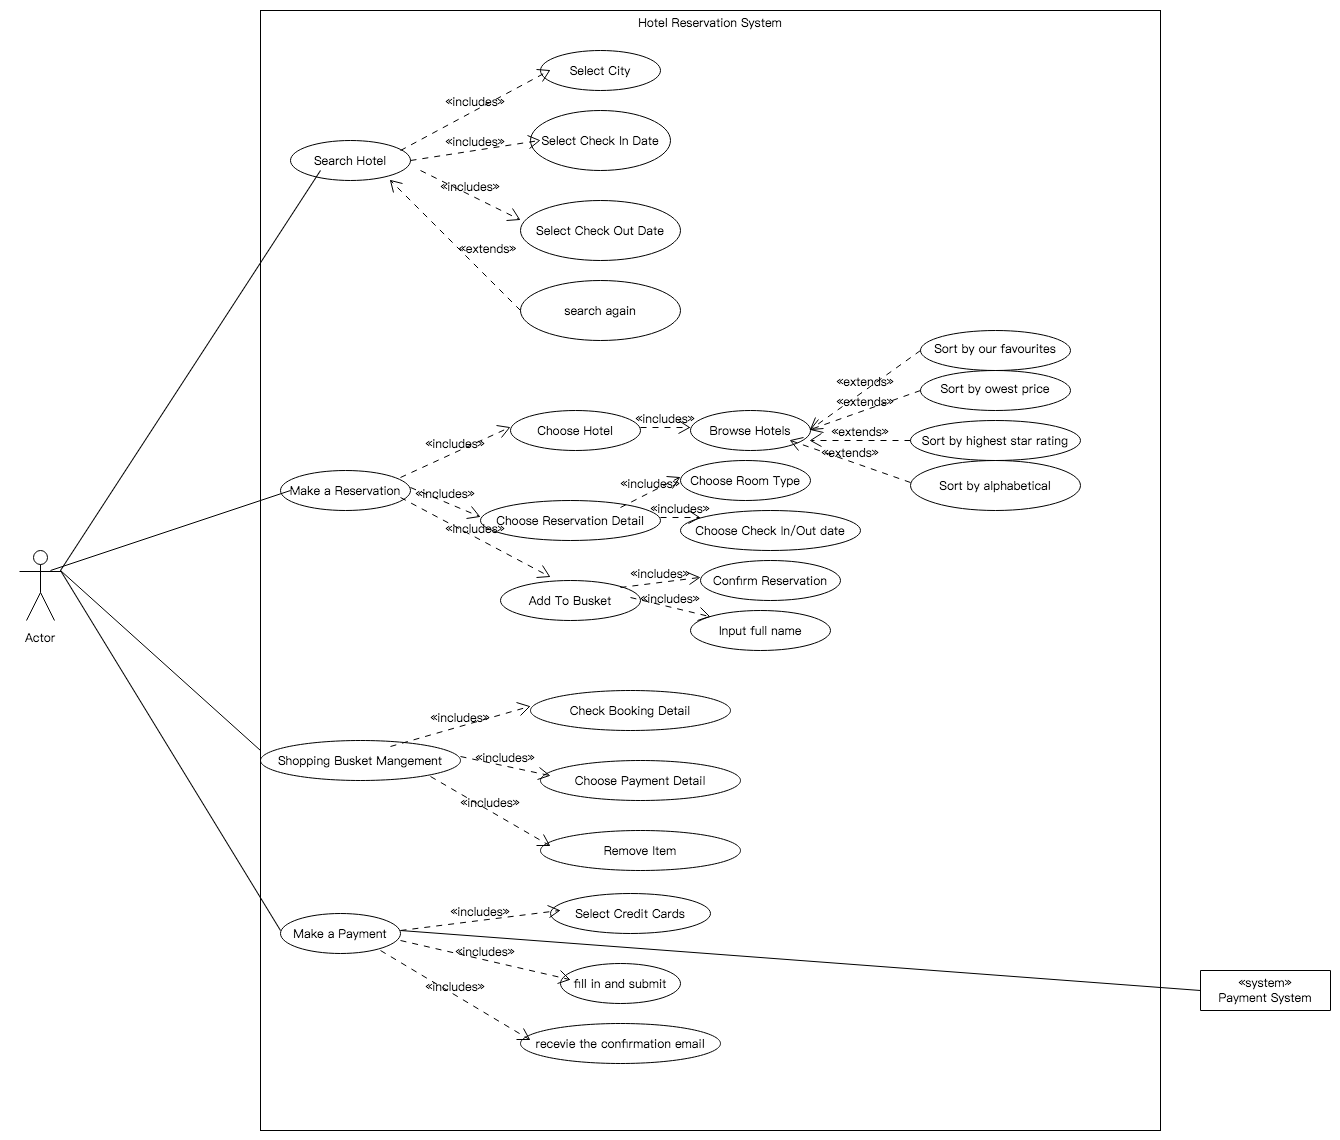 Hotel Reservation System
Select City
«includes»
Select Check In Date
«includes»
Search Hotel
«includes»
Select Check Out Date
«extends»
search again
Sort by our favourites
«extends»
Sort by owest price
«extends»
«includes»
Choose Hotel
Browse Hotels
«extends»
Sort by highest star rating
«includes»
«extends»
Choose Room Type
«includes»
Sort by alphabetical
Make a Reservation
«includes»
«includes»
Choose Reservation Detail
«includes»
Choose Check In/Out date
«includes»
Confirm Reservation
Add To Busket
«includes»
Input full name
Actor
Check Booking Detail
«includes»
Shopping Busket Mangement
«includes»
Choose Payment Detail
«includes»
Remove Item
«includes»
Select Credit Cards
Make a Payment
«includes»
fill in and submit
«includes»
«system»
Payment System
recevie the confirmation email